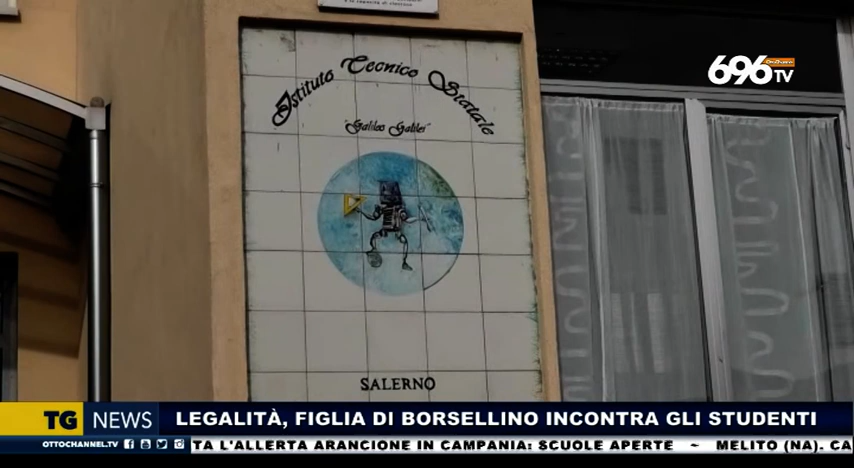 Istituto Tecnico Statale
"Galileo Galilei"
SALERNO
696
OttoChannel
TV
TG NEWS
LEGALITÀ, FIGLIA DI BORSELLINO INCONTRA GLI STUDENTI
OTTOCHANNEL.TV
TA L'ALLERTA ARANCIONE IN CAMPANIA: SCUOLE APERTE ~ MELITO (NA). CA